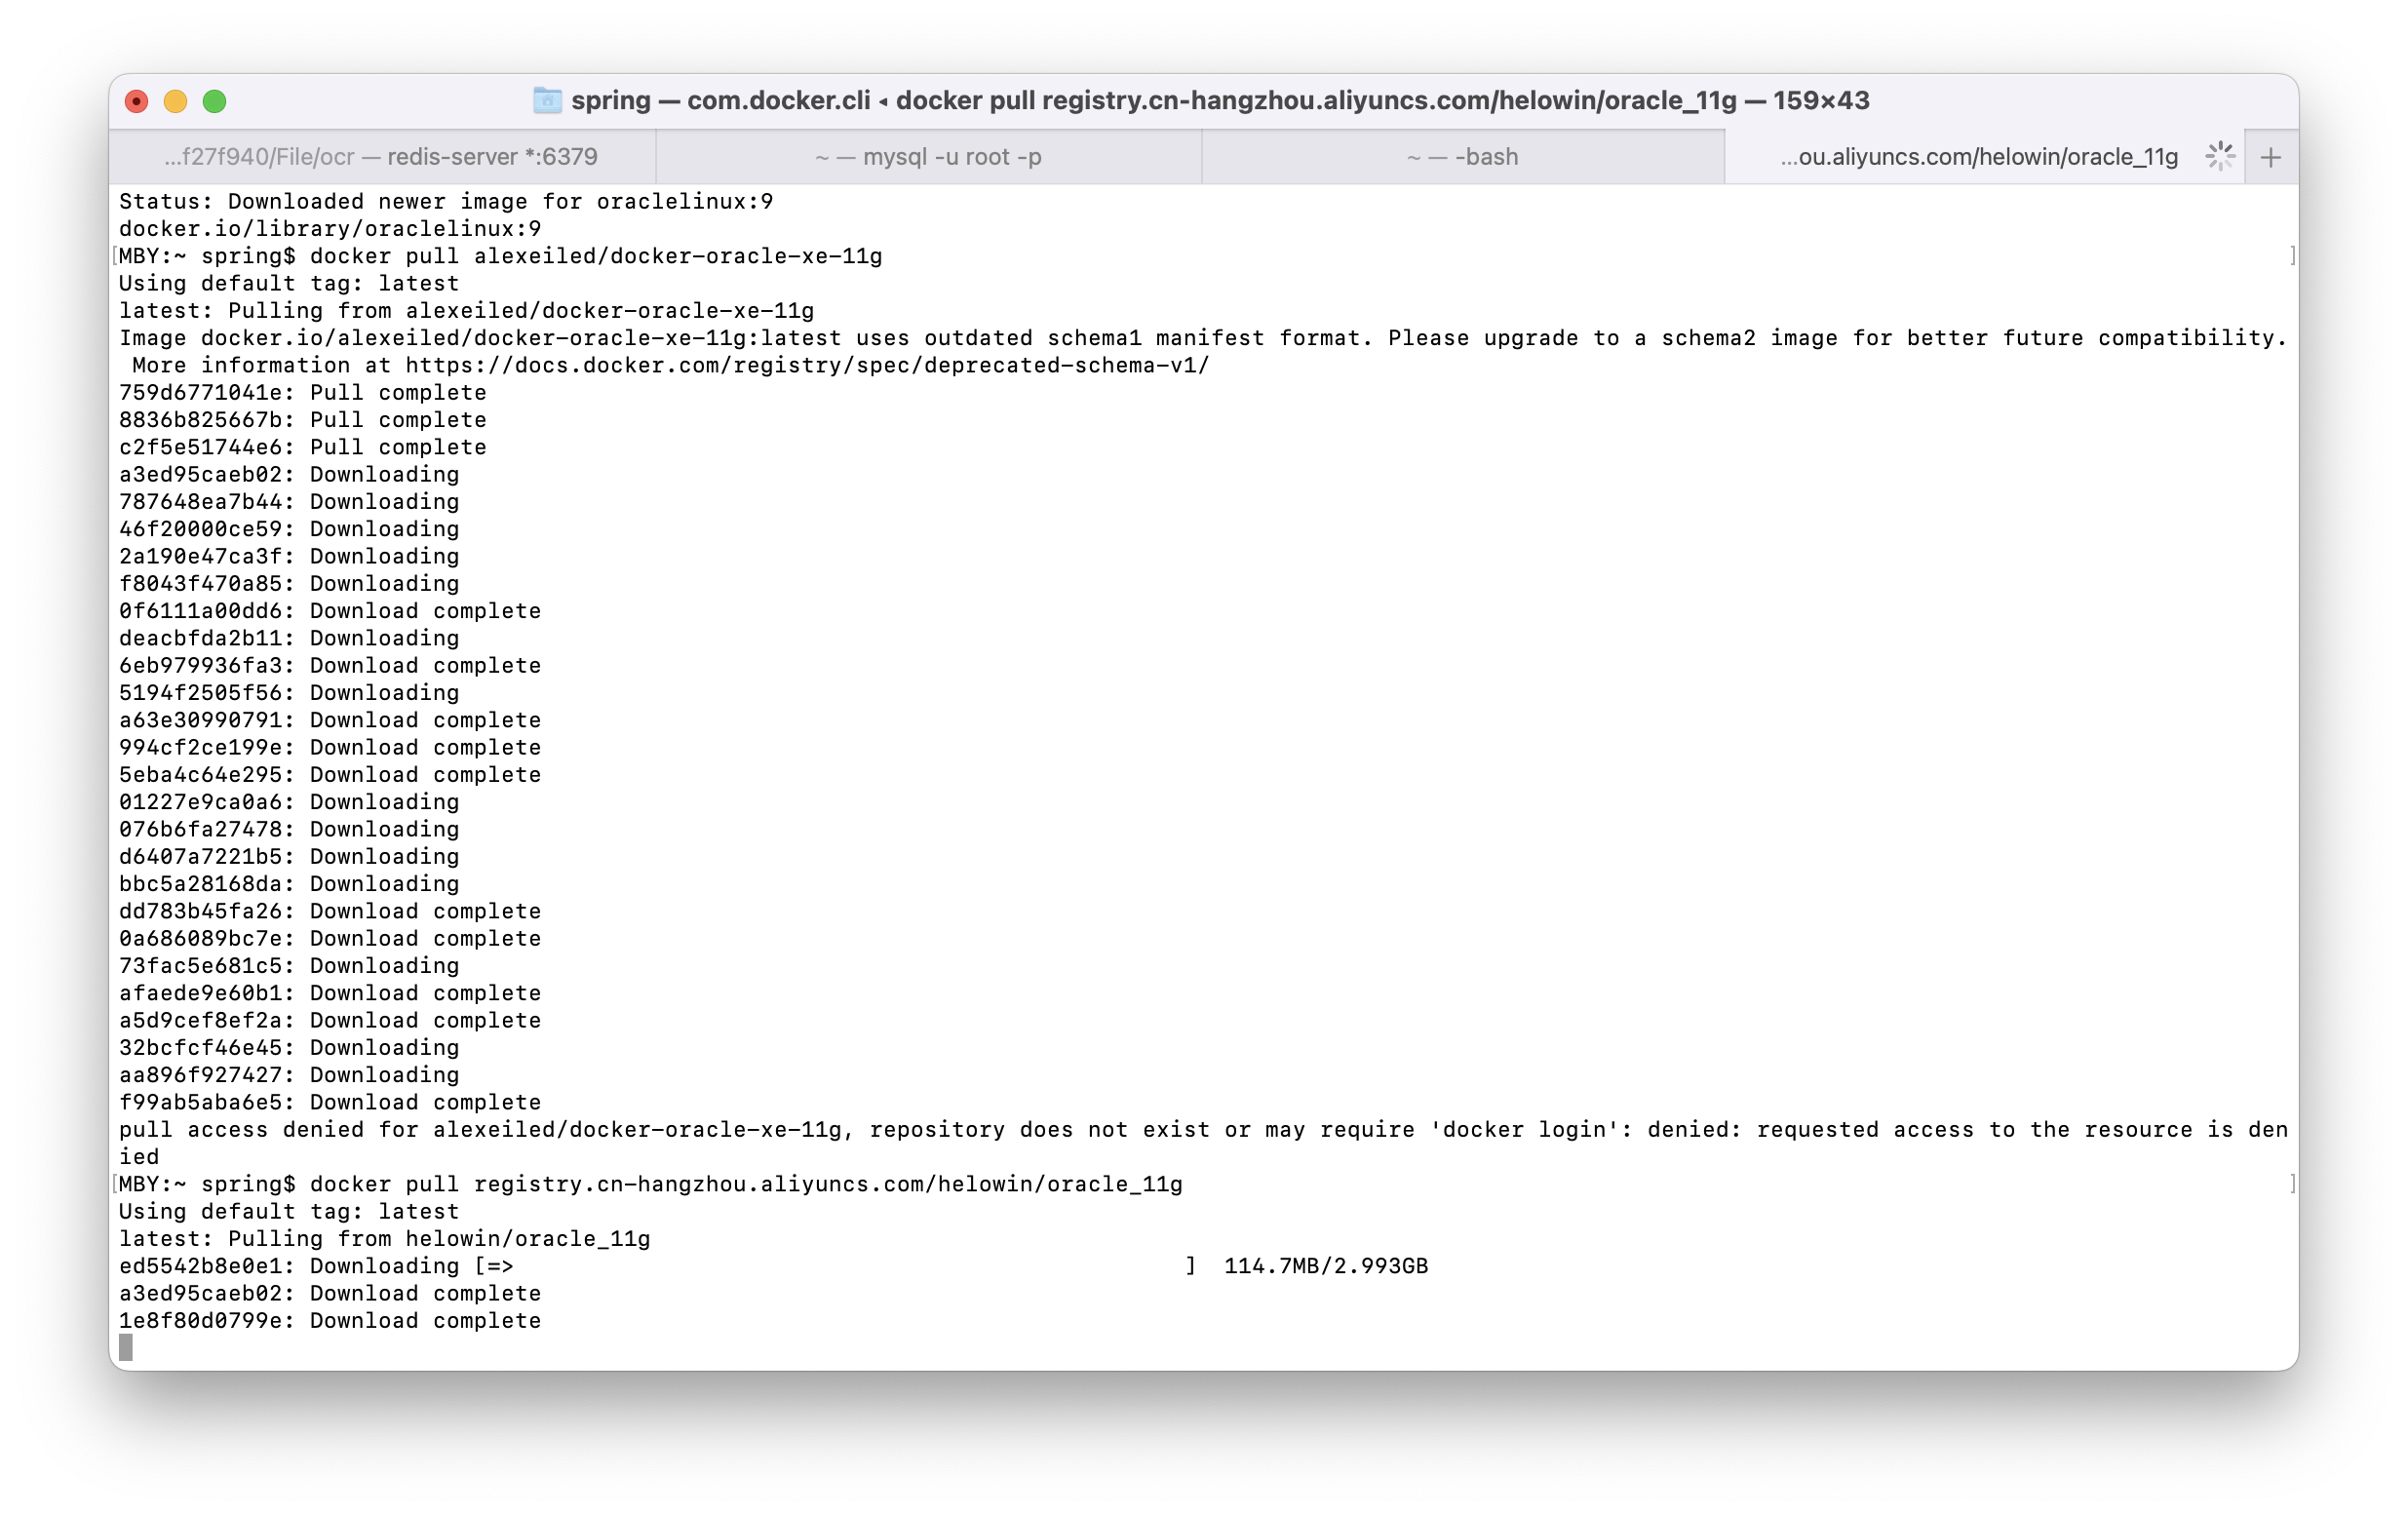 spring — com.docker.cli ◂ docker pull registry.cn-hangzhou.aliyuncs.com/helowin/oracle_11g — 159×43
...f27f940/File/ocr — redis-server *:6379
~ — mysql -u root -p
~ — -bash
...ou.aliyuncs.com/helowin/oracle_11g
+
Status: Downloaded newer image for oraclelinux:9
docker.io/library/oraclelinux:9
[MBY:~ spring$ docker pull alexeiled/docker-oracle-xe-11g ]
Using default tag: latest
latest: Pulling from alexeiled/docker-oracle-xe-11g
Image docker.io/alexeiled/docker-oracle-xe-11g:latest uses outdated schema1 manifest format. Please upgrade to a schema2 image for better future compatibility.
More information at https://docs.docker.com/registry/spec/deprecated-schema-v1/
759d6771041e: Pull complete
8836b825667b: Pull complete
c2f5e51744e6: Pull complete
a3ed95caeb02: Downloading
787648ea7b44: Downloading
46f20000ce59: Downloading
2a190e47ca3f: Downloading
f8043f470a85: Downloading
0f6111a00dd6: Download complete
deacbfda2b11: Downloading
6eb979936fa3: Download complete
5194f2505f56: Downloading
a63e30990791: Download complete
994cf2ce199e: Download complete
5eba4c64e295: Download complete
01227e9ca0a6: Downloading
076b6fa27478: Downloading
d6407a7221b5: Downloading
bbc5a28168da: Downloading
dd783b45fa26: Download complete
0a686089bc7e: Download complete
73fac5e681c5: Downloading
afaede9e60b1: Download complete
a5d9cef8ef2a: Download complete
32bcfcf46e45: Downloading
aa896f927427: Downloading
f99ab5aba6e5: Download complete
pull access denied for alexeiled/docker-oracle-xe-11g, repository does not exist or may require 'docker login': denied: requested access to the resource is den
ied
[MBY:~ spring$ docker pull registry.cn-hangzhou.aliyuncs.com/helowin/oracle_11g ]
Using default tag: latest
latest: Pulling from helowin/oracle_11g
ed5542b8e0e1: Downloading [=> ] 114.7MB/2.993GB
a3ed95caeb02: Download complete
1e8f80d0799e: Download complete